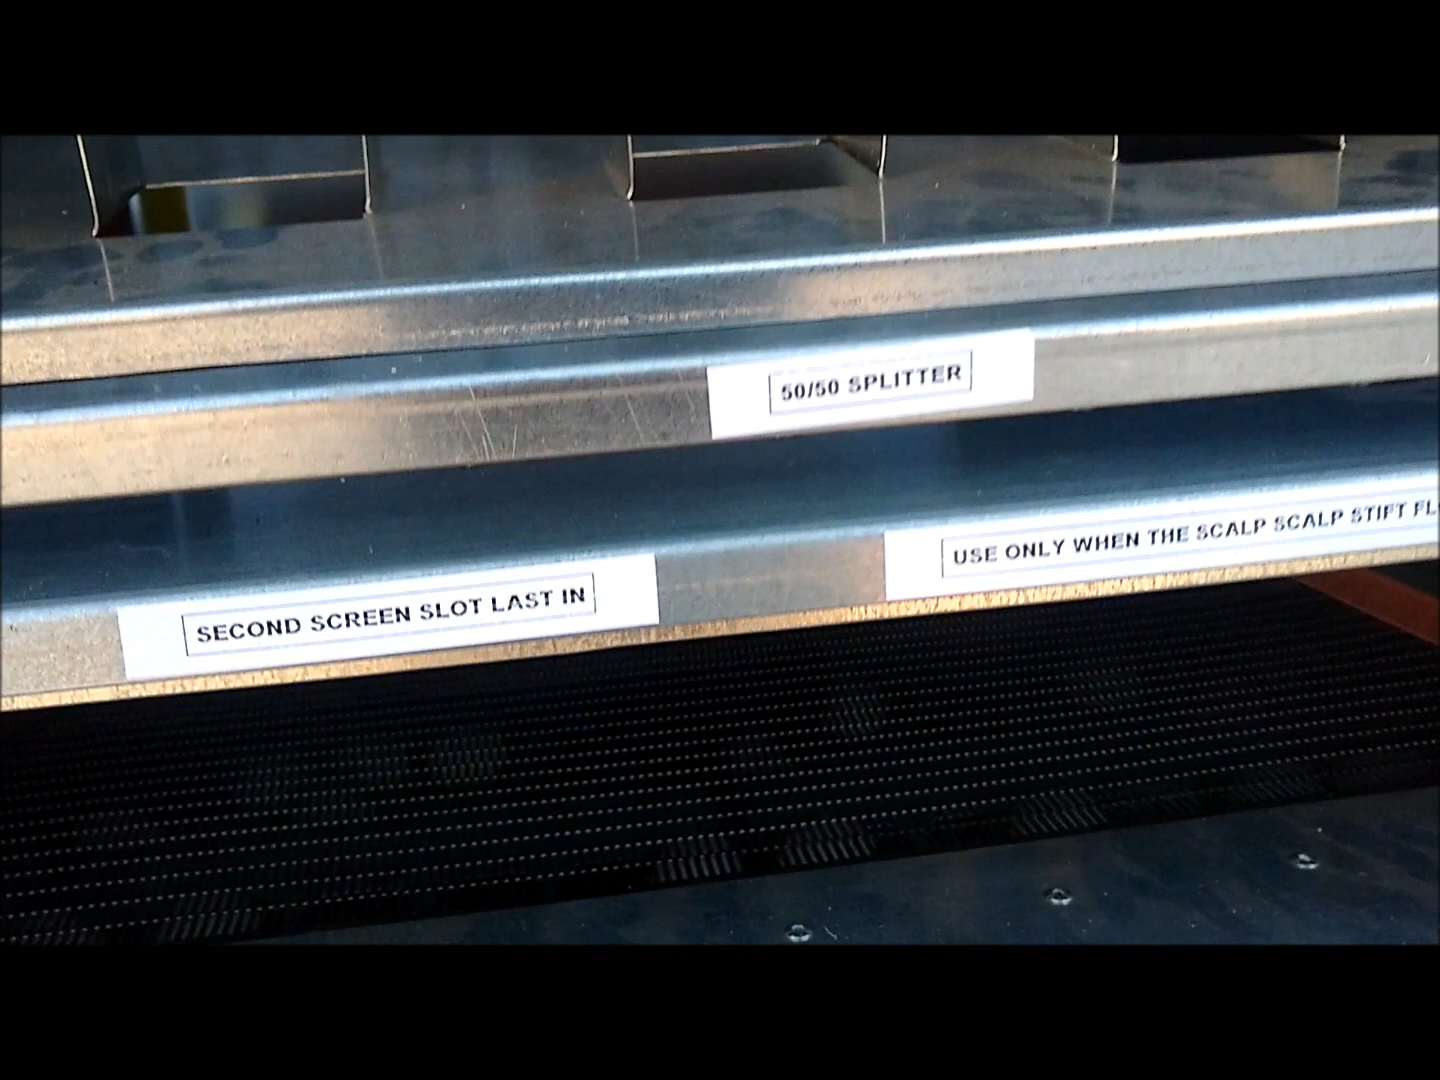 50/50 SPLITTER
SECOND SCREEN SLOT LAST IN
USE ONLY WHEN THE SCALP SCALP STIFT